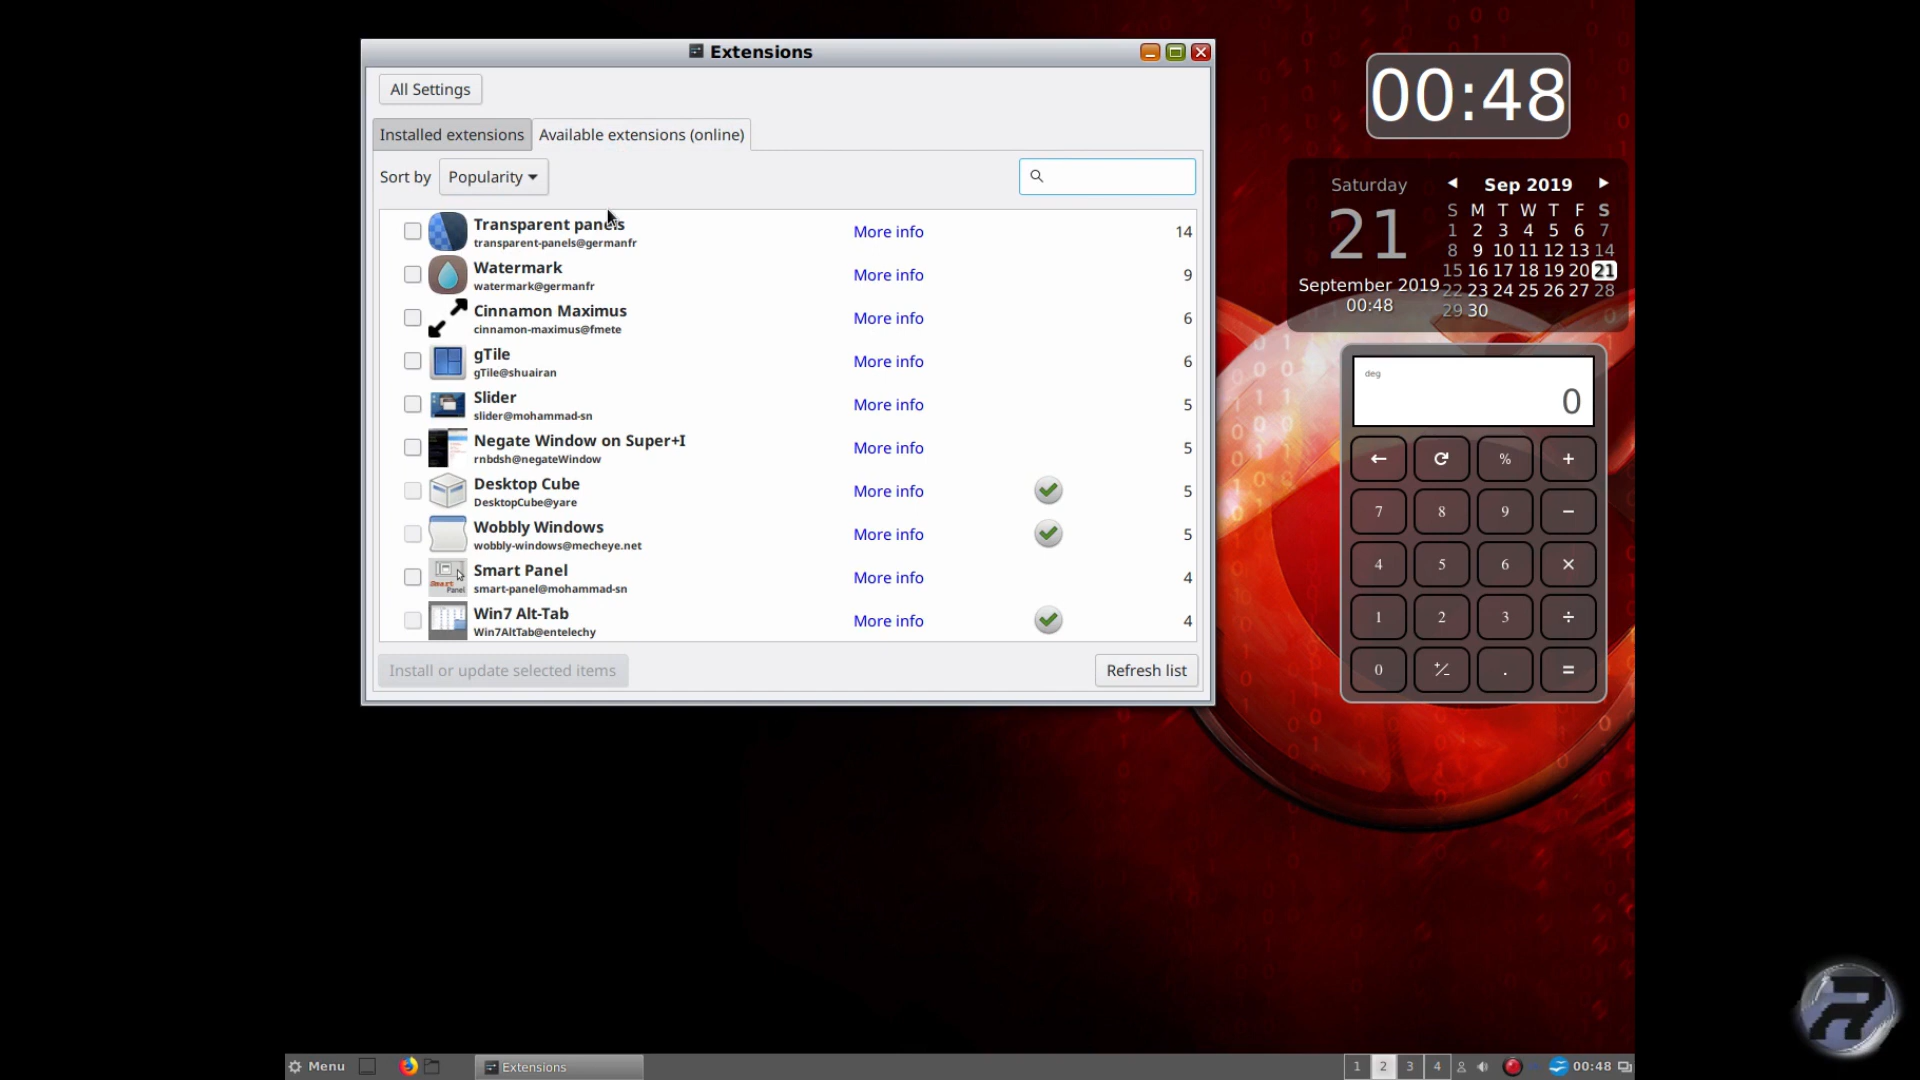 Extensions
All Settings
Installed extensions
Available extensions (online)
Sort by
Popularity
Transparent panels
transparent-panels@germanfr
More info
14
Watermark
watermark@germanfr
More info
9
Cinnamon Maximus
cinnamon-maximus@fmete
More info
6
gTile
gTile@shuairan
More info
6
Slider
slider@mohammad-sn
More info
5
Negate Window on Super+I
rnbdsh@negateWindow
More info
5
Desktop Cube
DesktopCube@yare
More info
5
Wobbly Windows
wobbly-windows@mecheye.net
More info
5
Smart Panel
smart-panel@mohammad-sn
More info
4
Win7 Alt-Tab
Win7AltTab@entelechy
More info
4
Install or update selected items
Refresh list
00:48
Saturday
21
September 2019
00:48
Sep 2019
S M T W T F S
1 2 3 4 5 6 7
8 9 10 11 12 13 14
15 16 17 18 19 20 21
22 23 24 25 26 27 28
29 30
deg
0
← % +
7 8 9 −
4 5 6 ×
1 2 3 ÷
0 +⁄− . =
Menu
Extensions
1 2 3 4
00:48